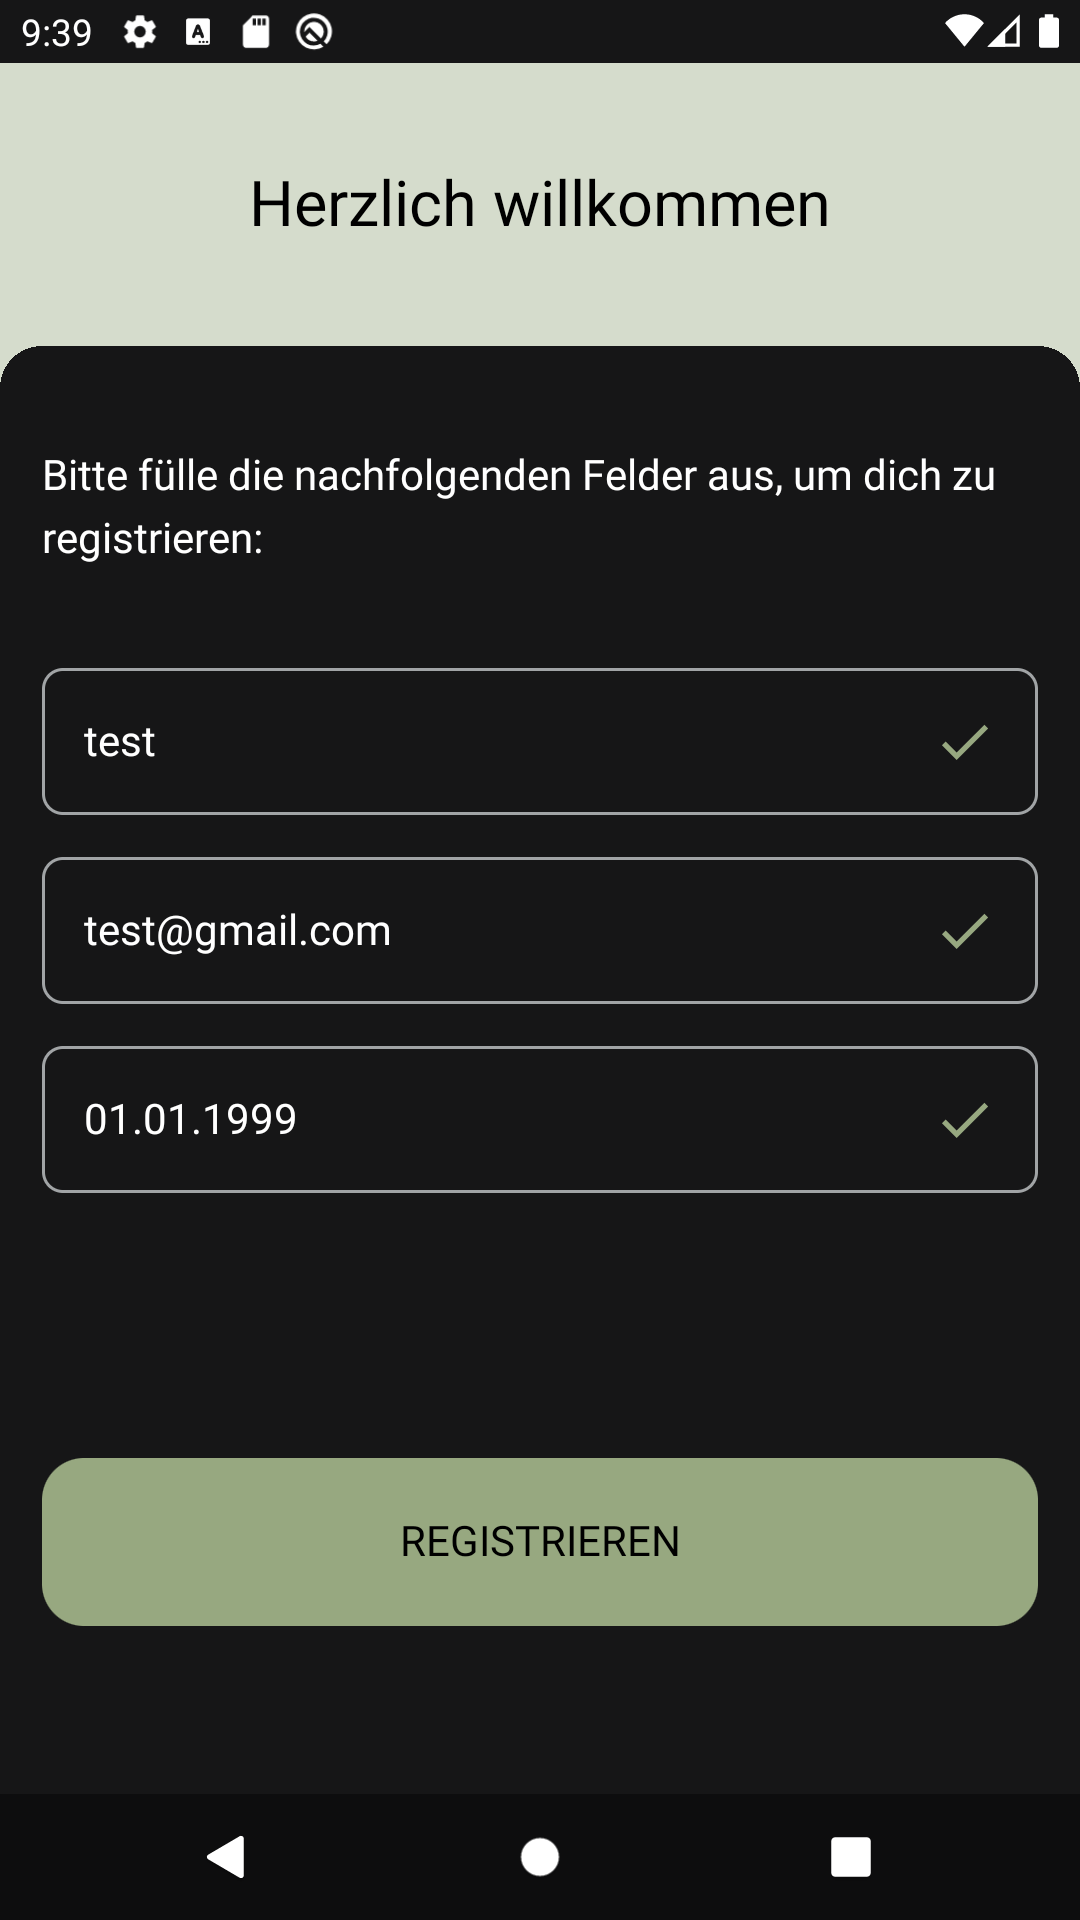 9:39
Herzlich willkommen
Bitte fülle die nachfolgenden Felder aus, um dich zu
registrieren:
test
test@gmail.com
01.01.1999
REGISTRIEREN